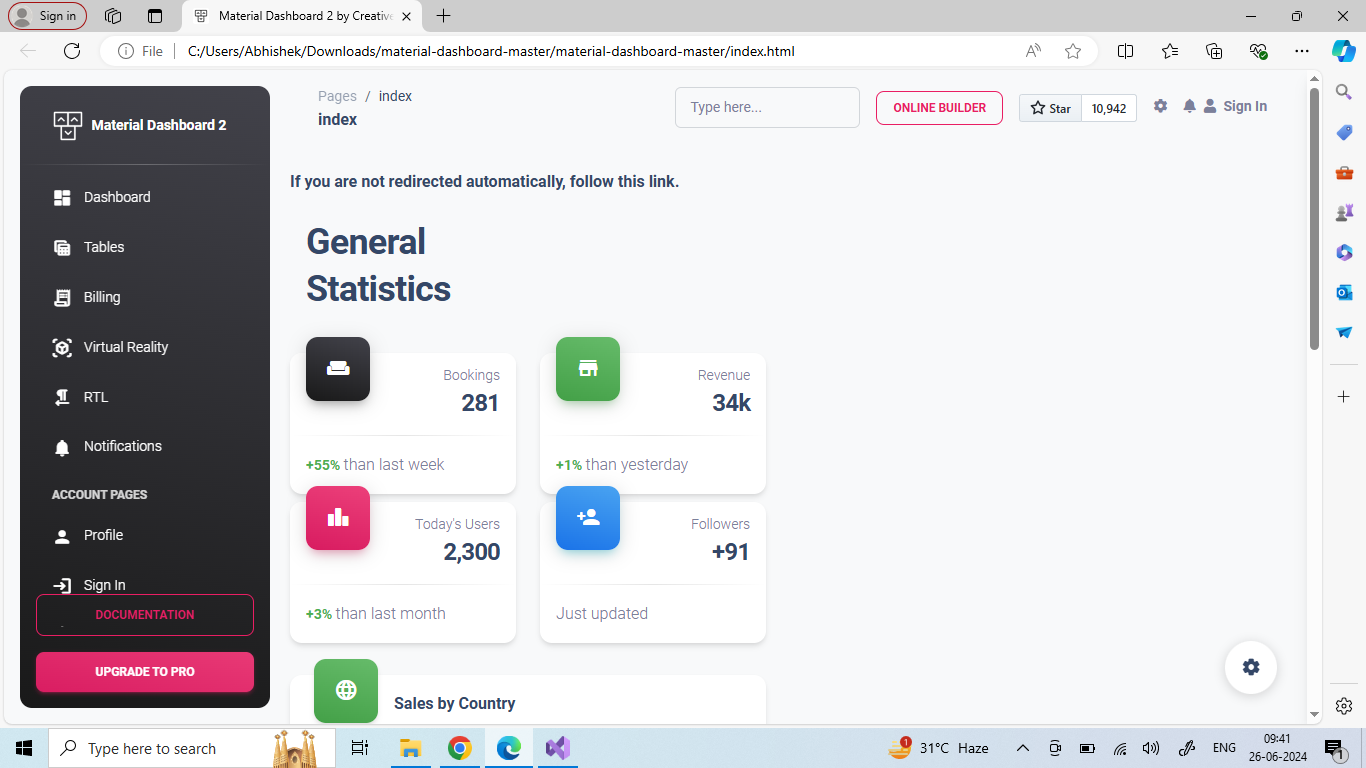 Sign in
Material Dashboard 2 by Creative
File
C:/Users/Abhishek/Downloads/material-dashboard-master/material-dashboard-master/index.html
Material Dashboard 2
Dashboard
Tables
Billing
Virtual Reality
RTL
Notifications
ACCOUNT PAGES
Profile
Sign In
DOCUMENTATION
UPGRADE TO PRO
Pages / index
index
Type here...
ONLINE BUILDER
Star 10,942
Sign In
If you are not redirected automatically, follow this link.
General
Statistics
Bookings
281
+55% than last week
Revenue
34k
+1% than yesterday
Today's Users
2,300
+3% than last month
Followers
+91
Just updated
Sales by Country
Type here to search
1
31°C Haze
ENG
09:41
26-06-2024
1